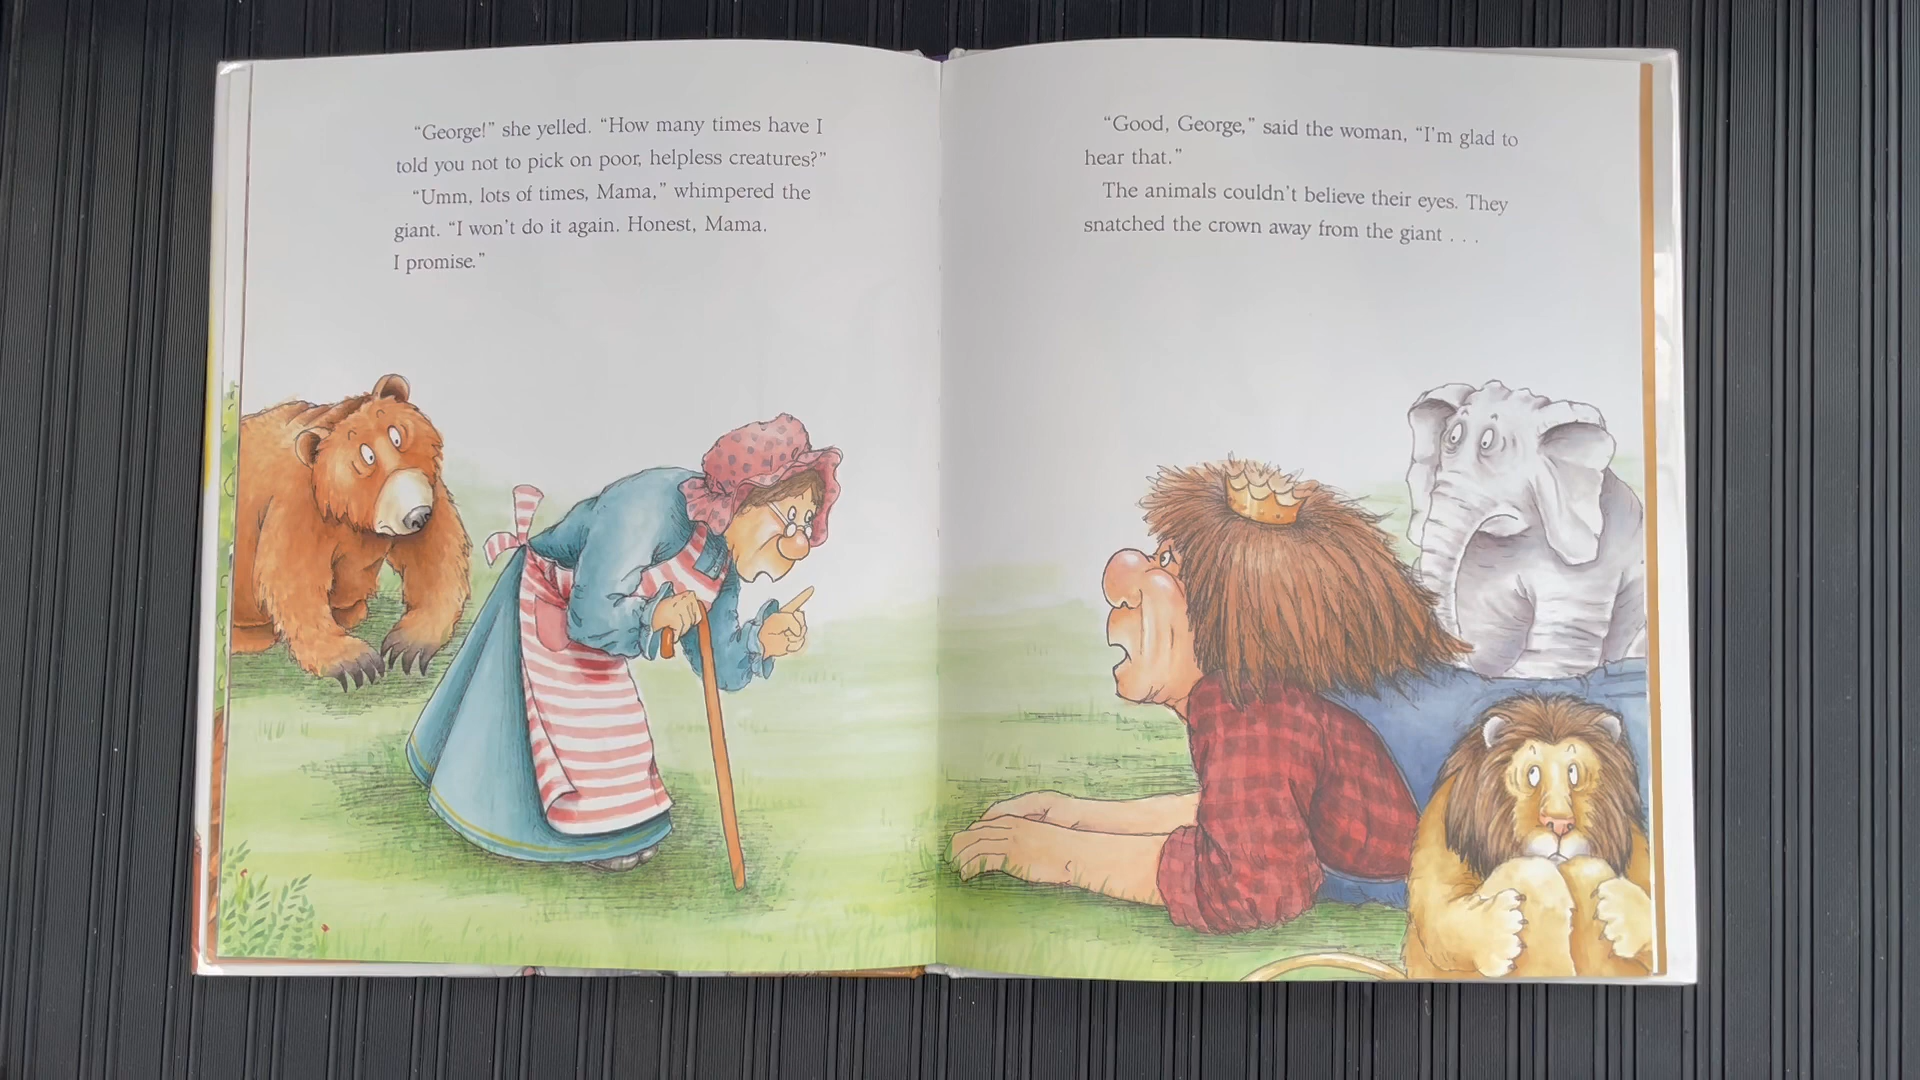 “George!” she yelled. “How many times have I
told you not to pick on poor, helpless creatures?”
“Umm, lots of times, Mama,” whimpered the
giant. “I won’t do it again. Honest, Mama.
I promise.”
“Good, George,” said the woman, “I’m glad to
hear that.”
The animals couldn’t believe their eyes. They
snatched the crown away from the giant . . .